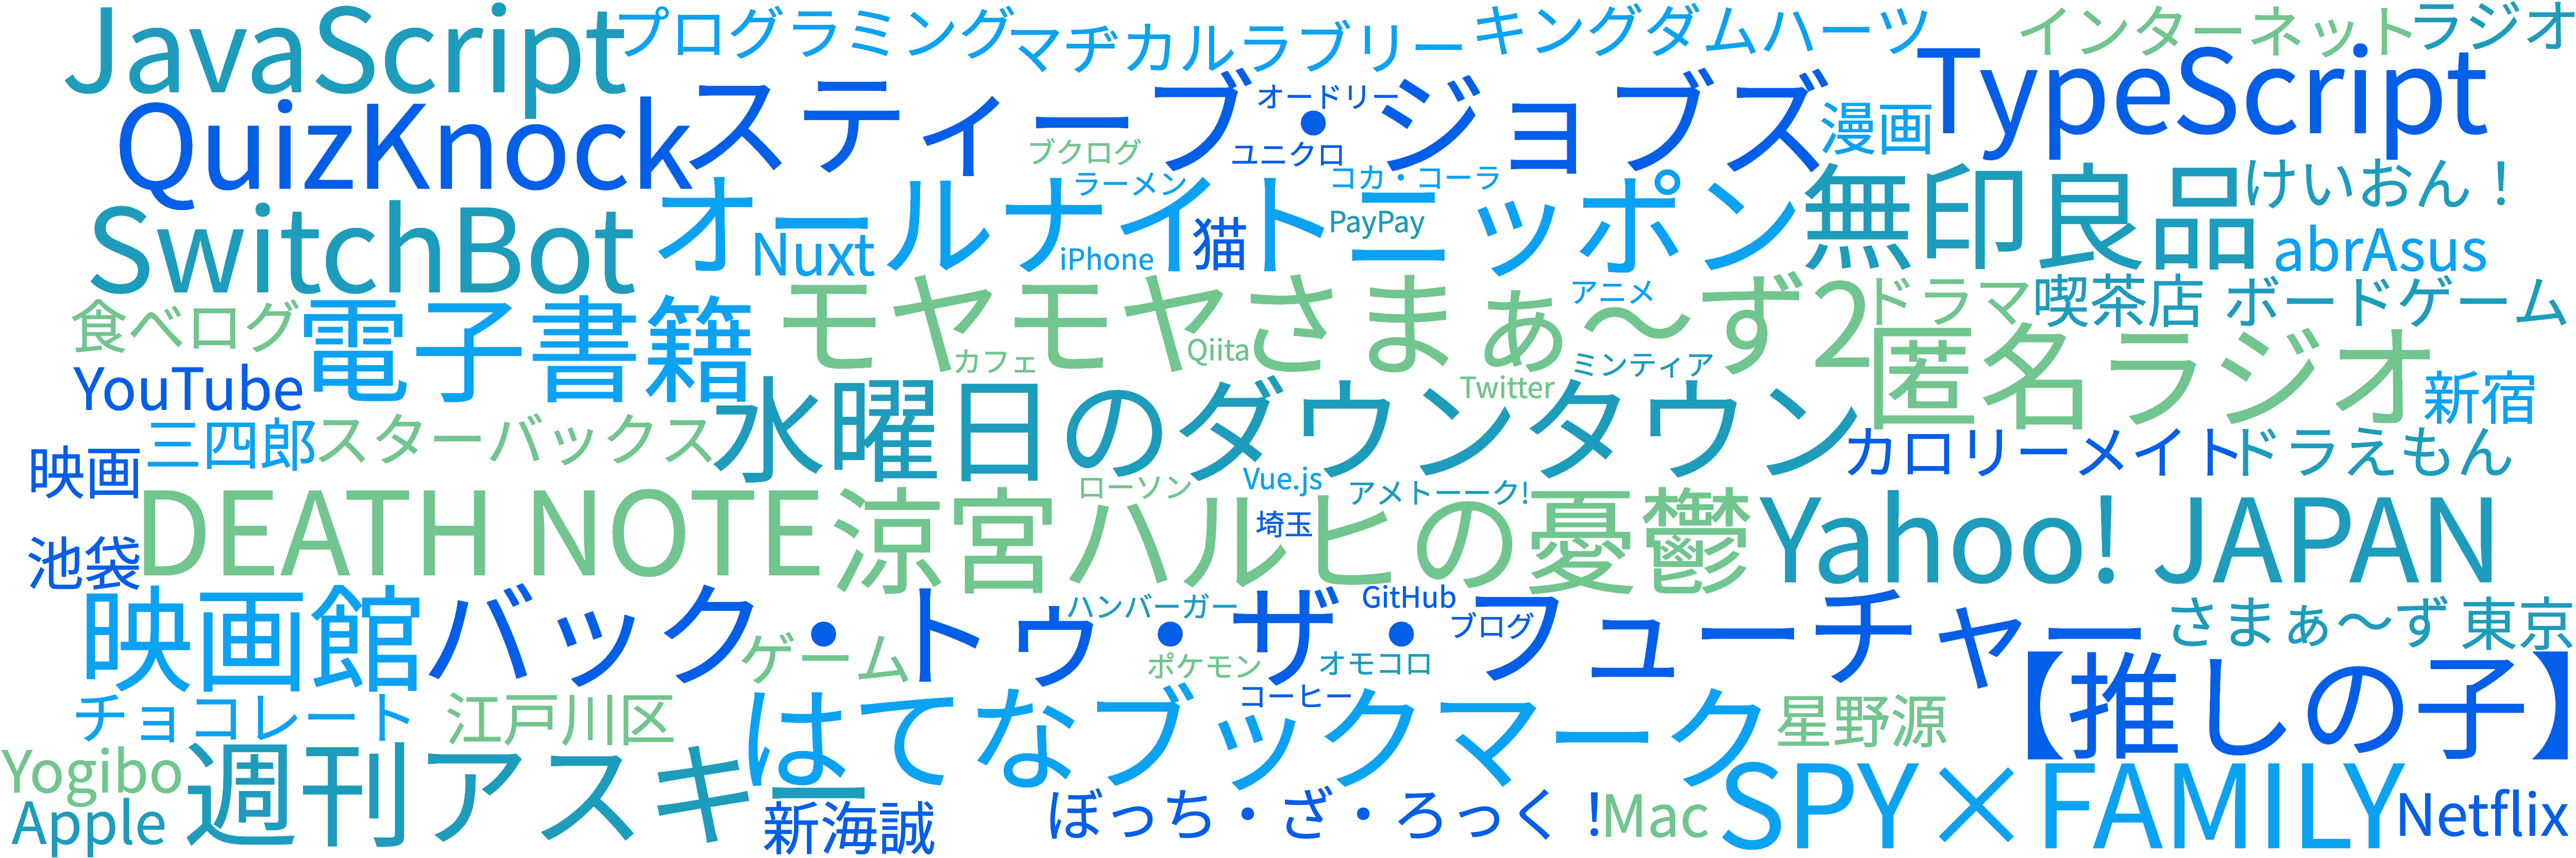 JavaScript
プログラミング
マヂカルラブリー
キングダムハーツ
インターネット
ラジオ
QuizKnock
スティーブ・ジョブズ
オードリー
漫画
TypeScript
ブクログ
ユニクロ
SwitchBot
オールナイトニッポン
ラーメン
コカ・コーラ
無印良品
けいおん！
Nuxt
iPhone
猫
PayPay
abrAsus
食べログ
電子書籍
モヤモヤさまぁ〜ず2
アニメ
ドラマ
喫茶店
ボードゲーム
カフェ
Qiita
ミンティア
匿名ラジオ
YouTube
水曜日のダウンタウン
Twitter
新宿
映画
三四郎
スターバックス
カロリーメイト
ドラえもん
DEATH NOTE
涼宮ハルヒの憂鬱
ローソン
Vue.js
アメトーーク!
埼玉
Yahoo! JAPAN
池袋
映画館
バック・トゥ・ザ・フューチャー
ハンバーガー
GitHub
ブログ
さまぁ〜ず
東京
ゲーム
ポケモン
オモコロ
【推しの子】
チョコレート
江戸川区
はてなブックマーク
コーヒー
星野源
Yogibo
週刊アスキー
Apple
新海誠
ぼっち・ざ・ろっく！
Mac
SPY×FAMILY
Netflix